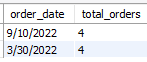 order_date total_orders
9/10/2022 4
3/30/2022 4